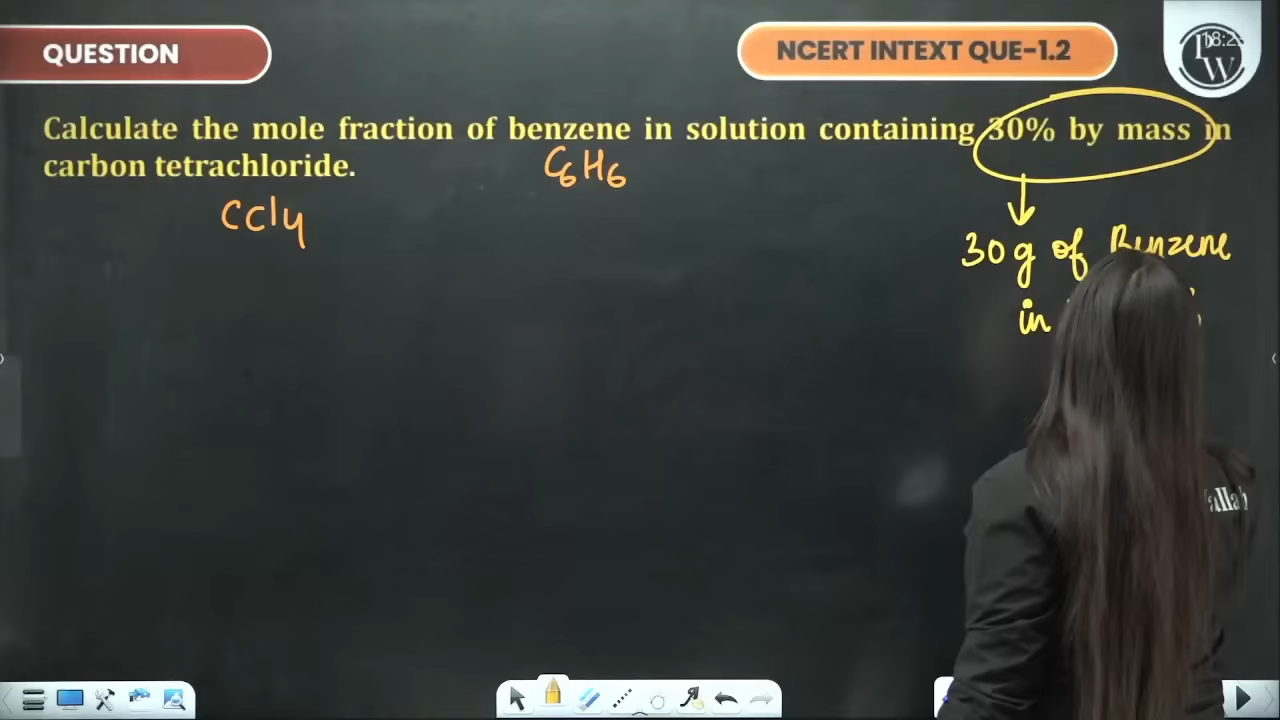 QUESTION
NCERT INTEXT QUE-1.2
Calculate the mole fraction of benzene in solution containing 30% by mass in
carbon tetrachloride.
C6H6
CCl4
30g of Benzene
in